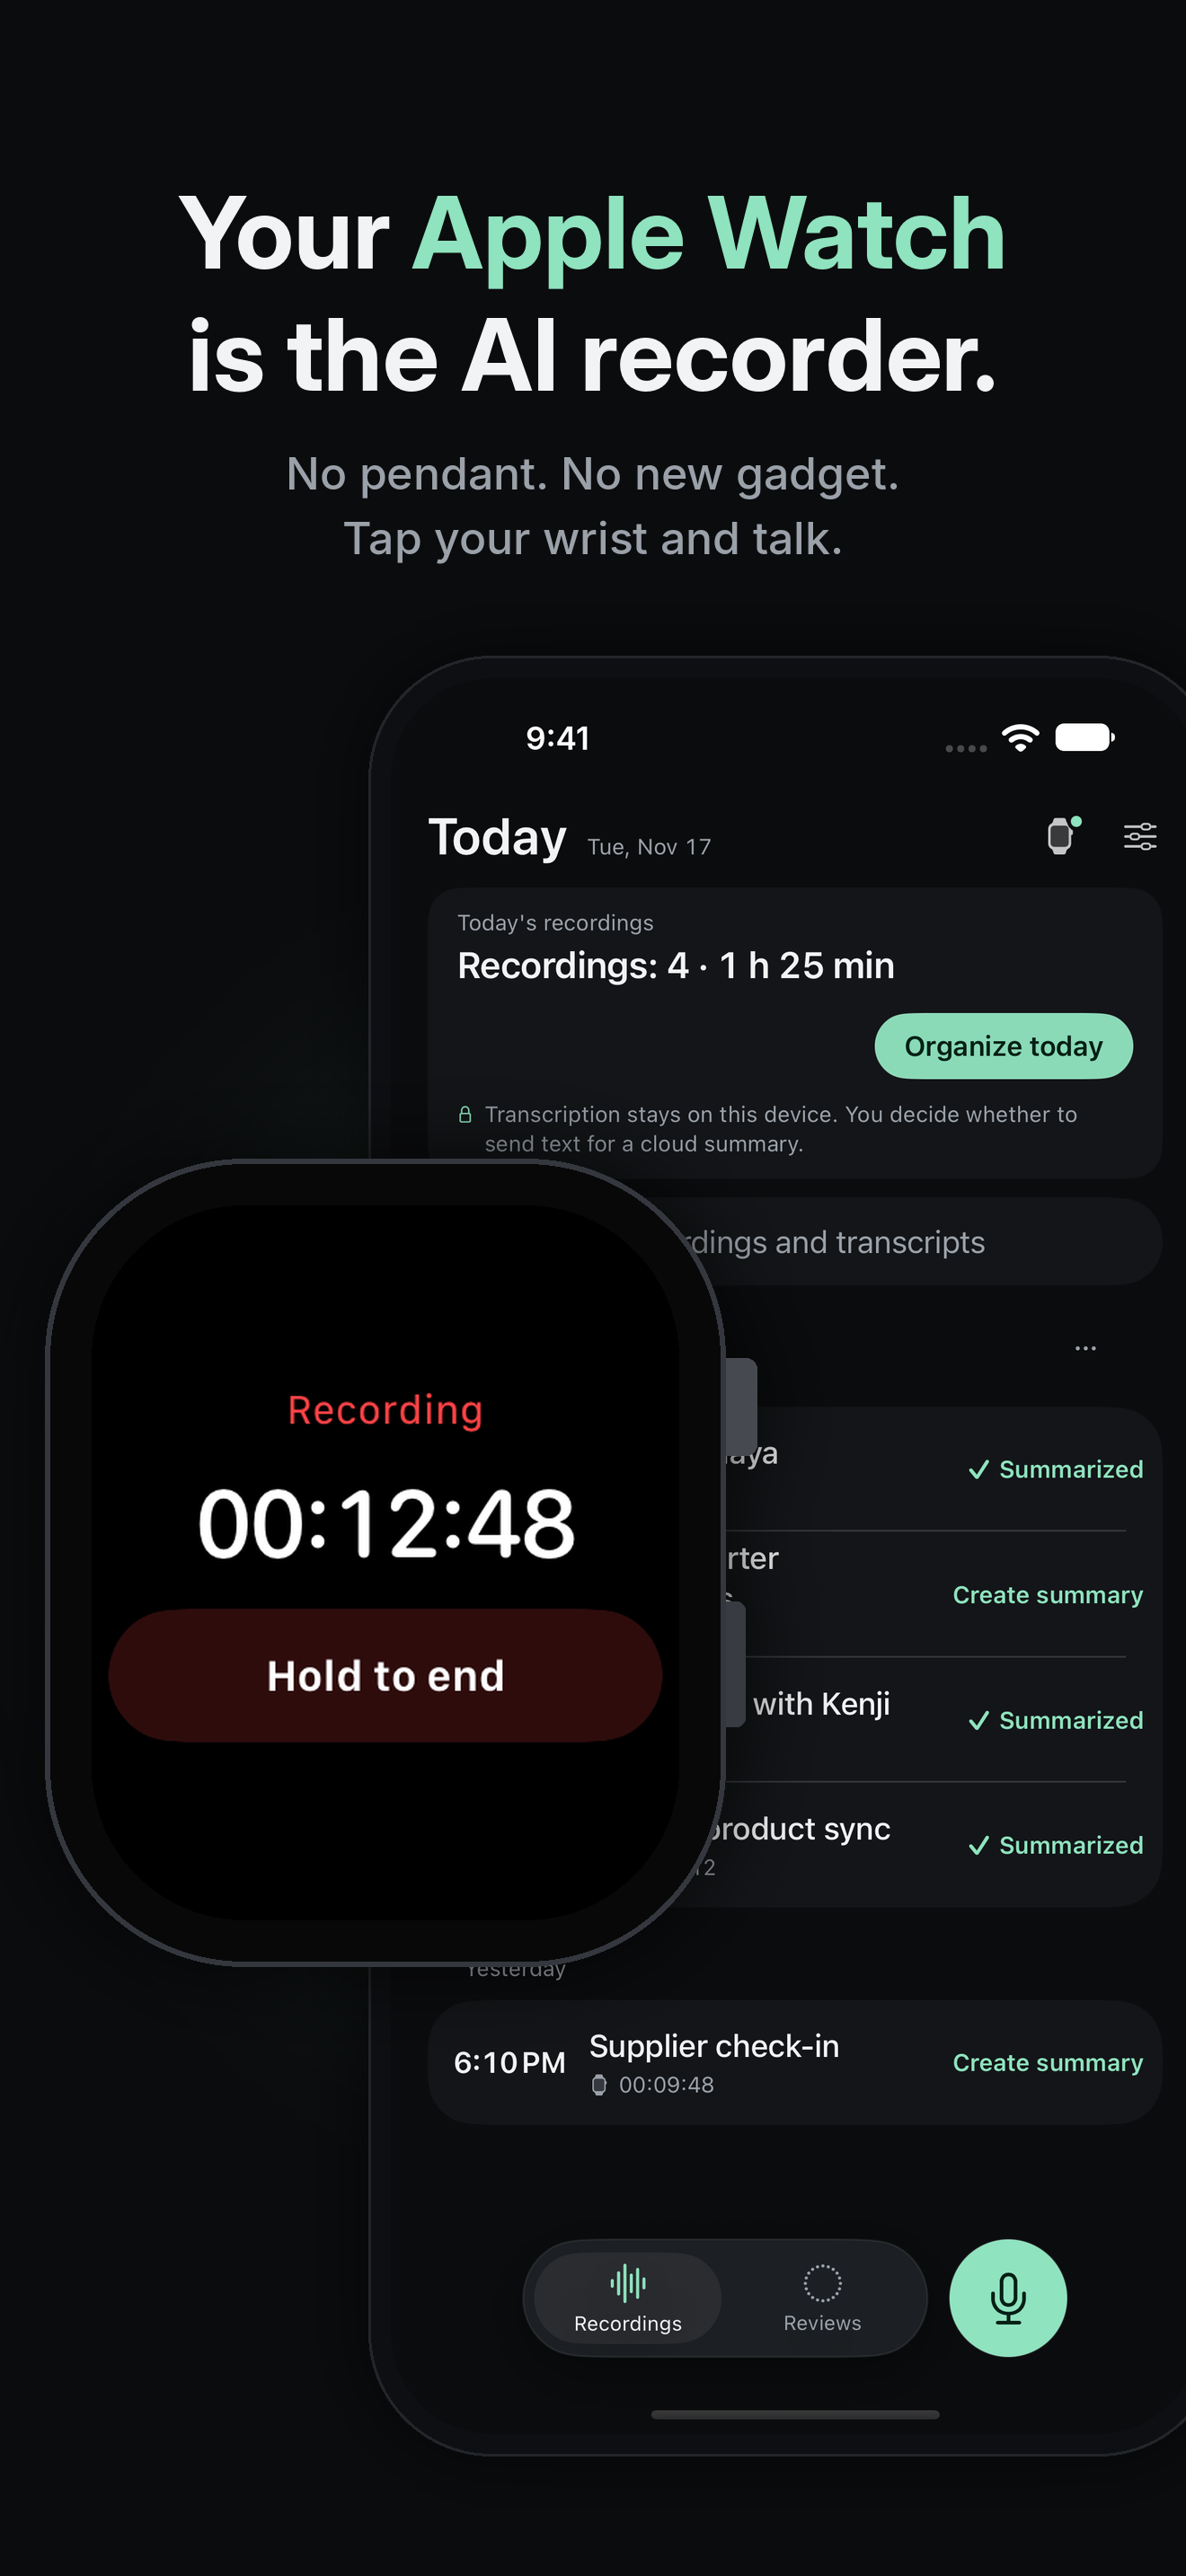 Your Apple Watch
is the AI recorder.
No pendant. No new gadget.
Tap your wrist and talk.
9:41
Today Tue, Nov 17
Today's recordings
Recordings: 4 · 1 h 25 min
Organize today
Transcription stays on this device. You decide whether to
send text for a cloud summary.
and transcripts
...
Summarized
Create summary
with Kenji
Summarized
product sync
Summarized
Recording
00:12:48
Hold to end
Yesterday
6:10 PM
Supplier check-in
00:09:48
Create summary
Recordings
Reviews